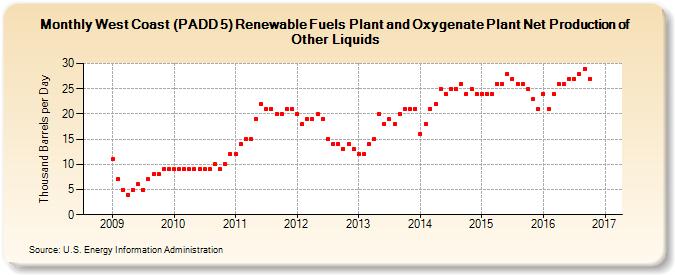 Monthly West Coast (PADD 5) Renewable Fuels Plant and Oxygenate Plant Net Production of
Other Liquids
Thousand Barrels per Day
30
25
20
15
10
5
0
2009 2010 2011 2012 2013 2014 2015 2016 2017
Source: U.S. Energy Information Administration